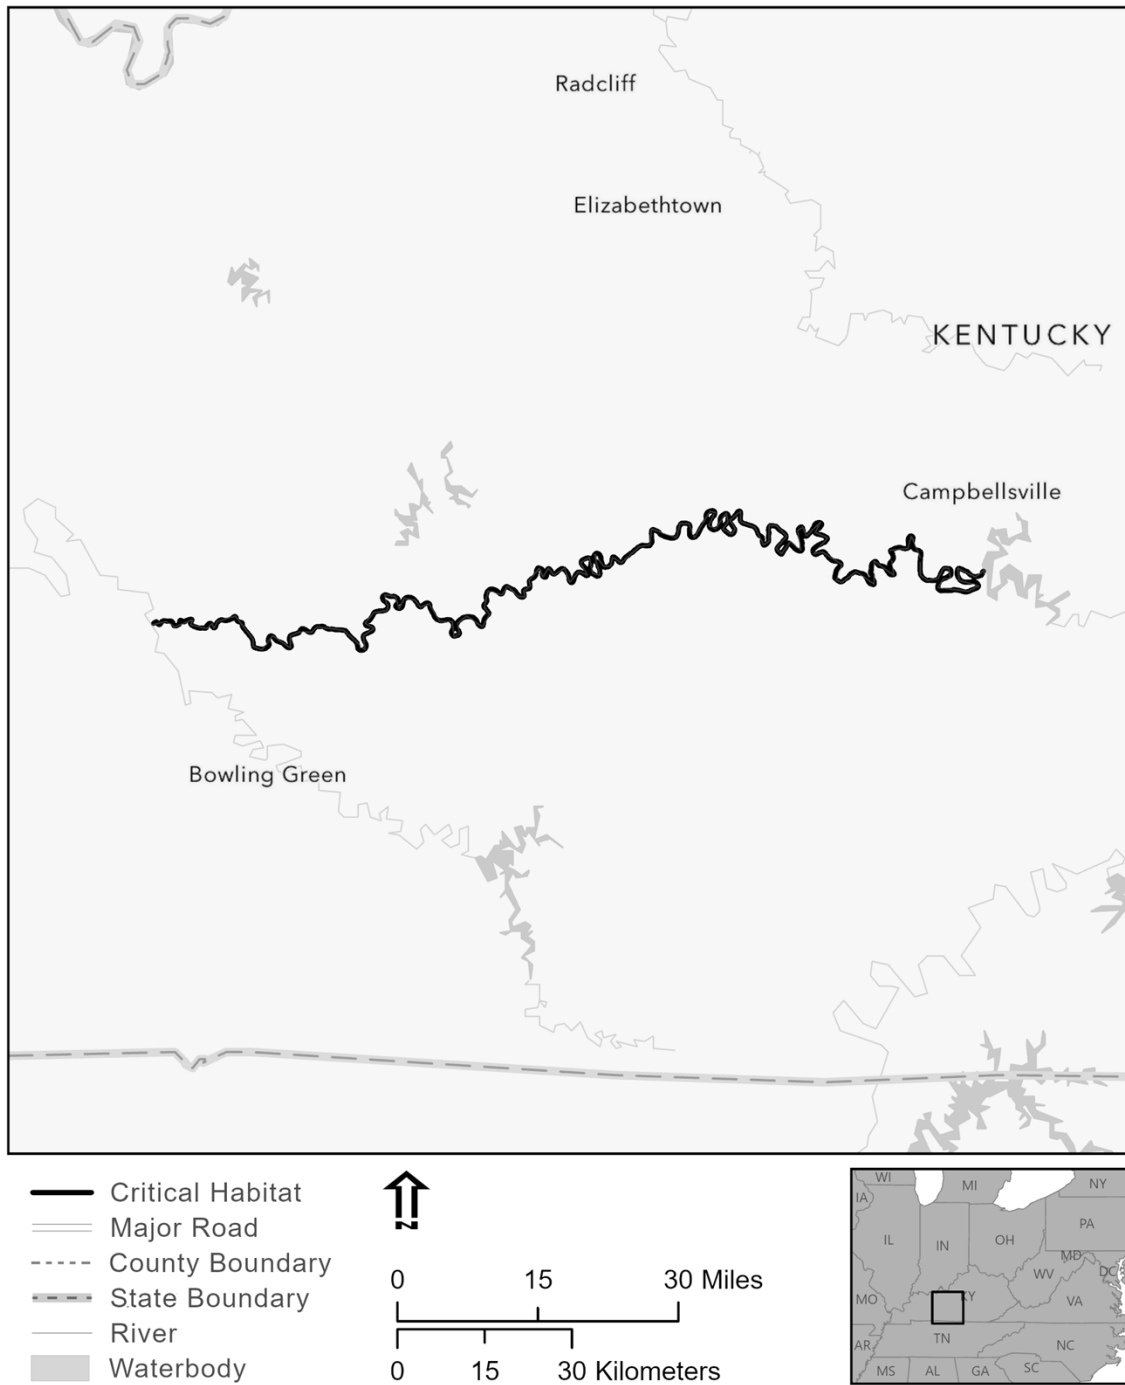 Radcliff
Elizabethtown
KENTUCKY
Campbellsville
Bowling Green
Critical Habitat
Major Road
County Boundary
State Boundary
River
Waterbody
N
0 15 30 Miles
0 15 30 Kilometers
WI
MI
NY
IA
PA
IL
IN
OH
MD
DC
WV
MO
KY
VA
AR
TN
NC
MS
AL
GA
SC